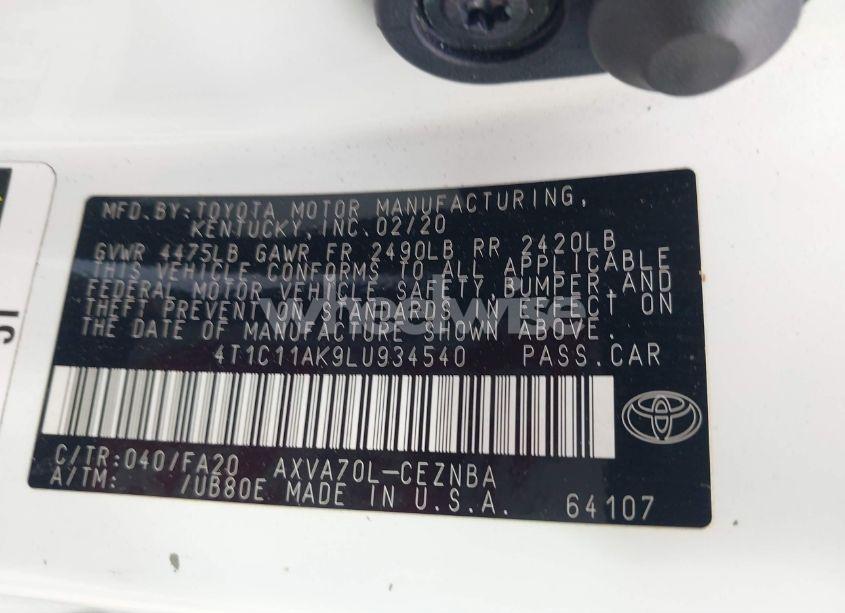 MFD.BY:TOYOTA MOTOR MANUFACTURING,
KENTUCKY, INC.02/20
GVWR 4475LB GAWR FR 2490LB RR 2420LB
THIS VEHICLE CONFORMS TO ALL APPLICABLE
FEDERAL MOTOR VEHICLE SAFETY, BUMPER, AND
THEFT PREVENTION STANDARDS IN EFFECT ON
THE DATE OF MANUFACTURE SHOWN ABOVE.
4T1C11AK9LU934540 PASS.CAR
C/TR:040/FA20 AXVA70L-CEZNBA
A/TM: /UB80E MADE IN U.S.A. 64107